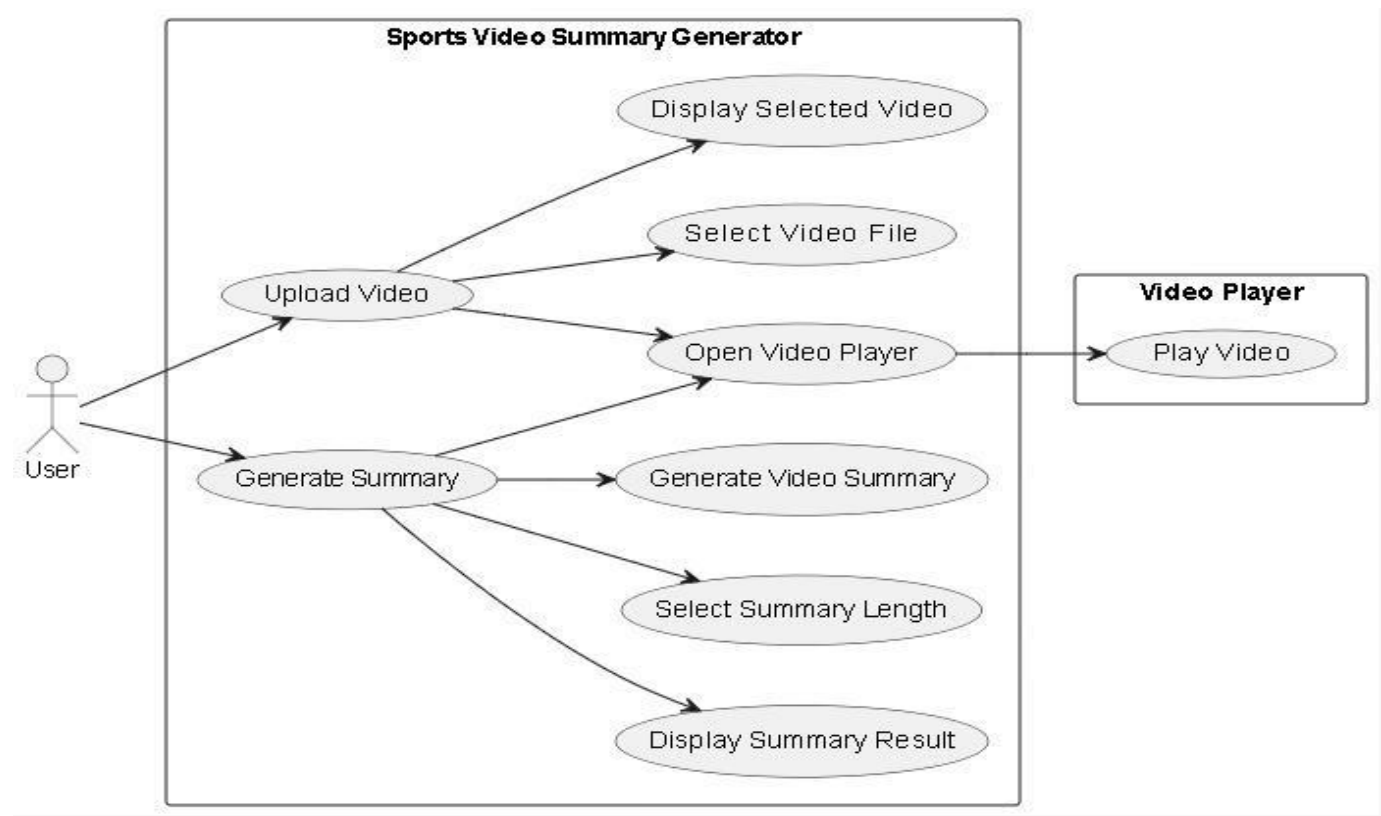 Sports Video Summary Generator
Display Selected Video
Select Video File
Upload Video
Video Player
Open Video Player
Play Video
User
Generate Summary
Generate Video Summary
Select Summary Length
Display Summary Result